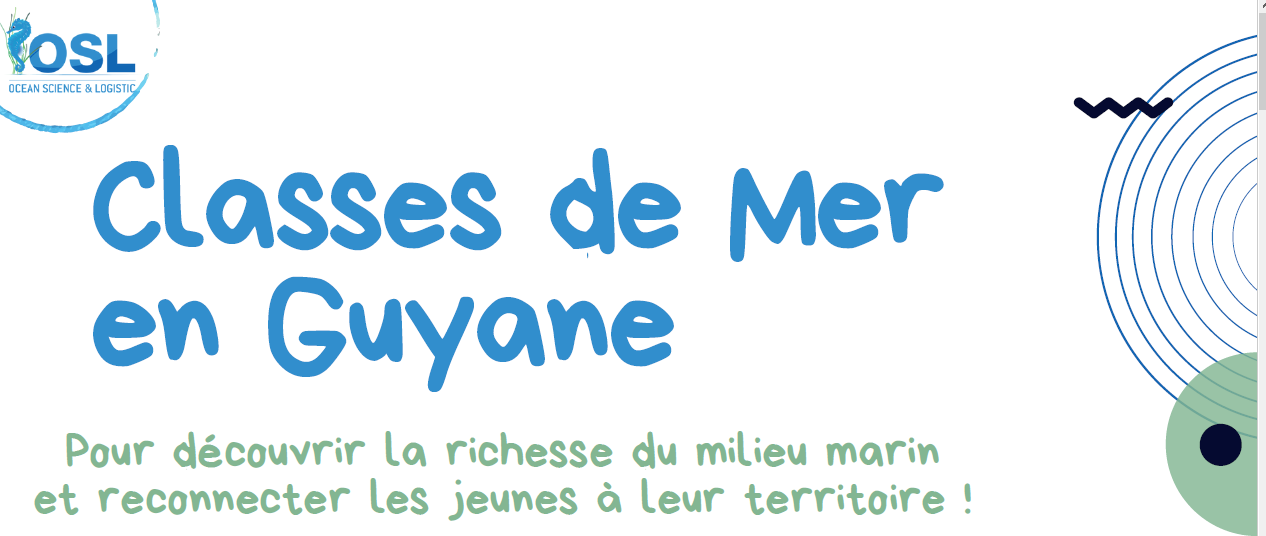 OSL
OCEAN SCIENCE & LOGISTIC
Classes de Mer
en Guyane
Pour découvrir la richesse du milieu marin
et reconnecter les jeunes à leur territoire !